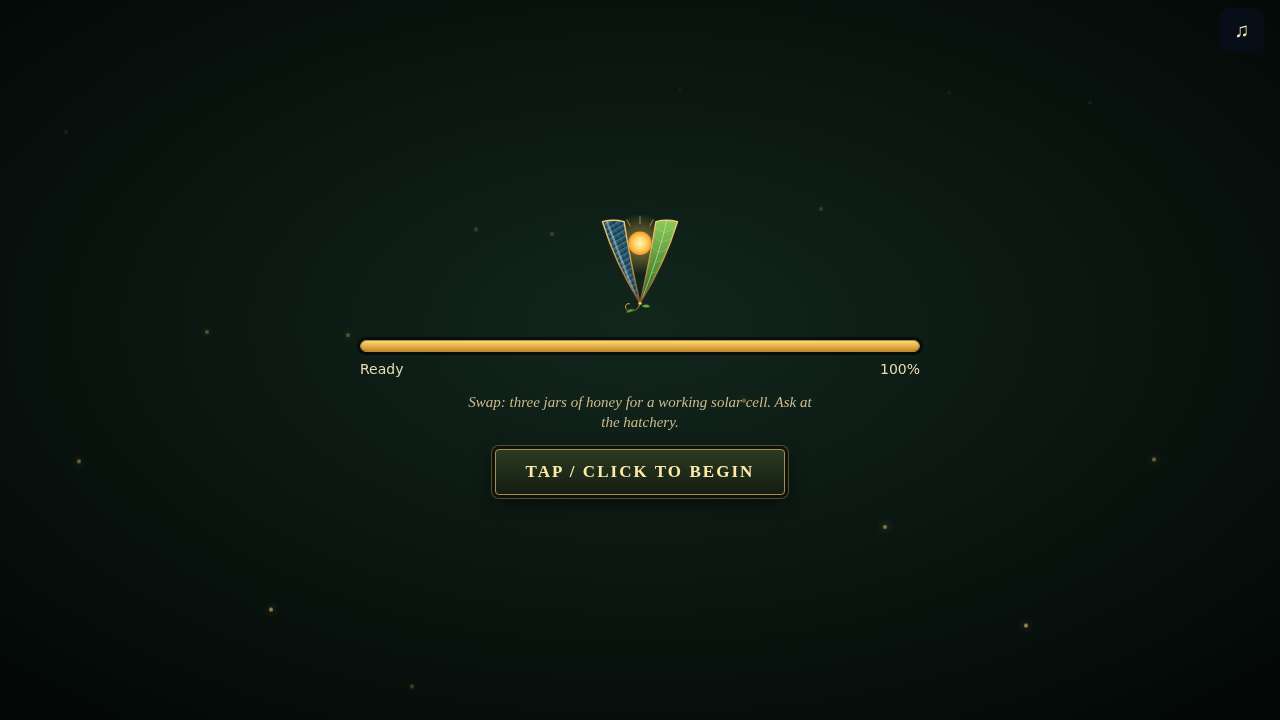 Ready
100%
Swap: three jars of honey for a working solar cell. Ask at
the hatchery.
TAP / CLICK TO BEGIN